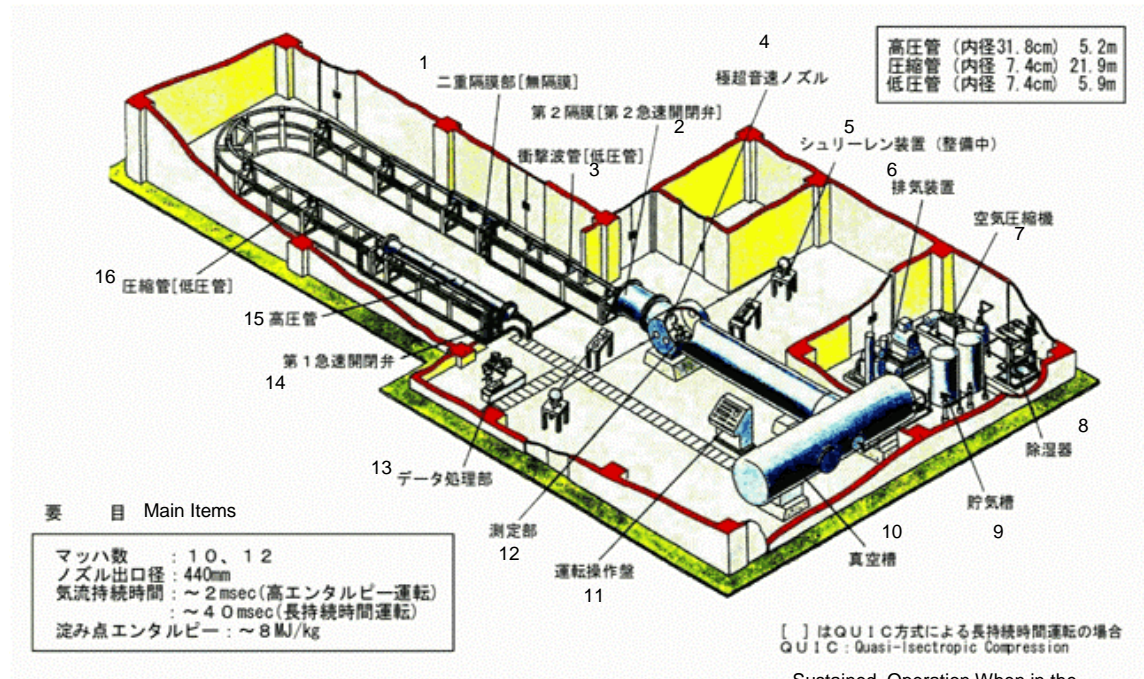 高圧管 (内径31.8cm) 5.2m
圧縮管 (内径 7.4cm) 21.9m
低圧管 (内径 7.4cm) 5.9m
1
二重隔膜部[無隔膜]
第2隔膜[第2急速開閉弁]
2
衝撃波管[低圧管]
3
4
極超音速ノズル
5
シュリーレン装置 (整備中)
6
排気装置
空気圧縮機
7
16 圧縮管[低圧管]
15 高圧管
第1急速開閉弁
14
8
除湿器
13 データ処理部
貯気槽
9
測定部
12
10
真空槽
運転操作盤
11
要 目 Main Items
マッハ数 : 10、12
ノズル出口径 : 440mm
気流持続時間 : ~2msec(高エンタルピー運転)
: ~40msec(長持続時間運転)
淀み点エンタルピー : ~8MJ/kg
[ ] はQUIC方式による長持続時間運転の場合
QUIC : Quasi-Isectropic Compression
Sustained Operation When in the